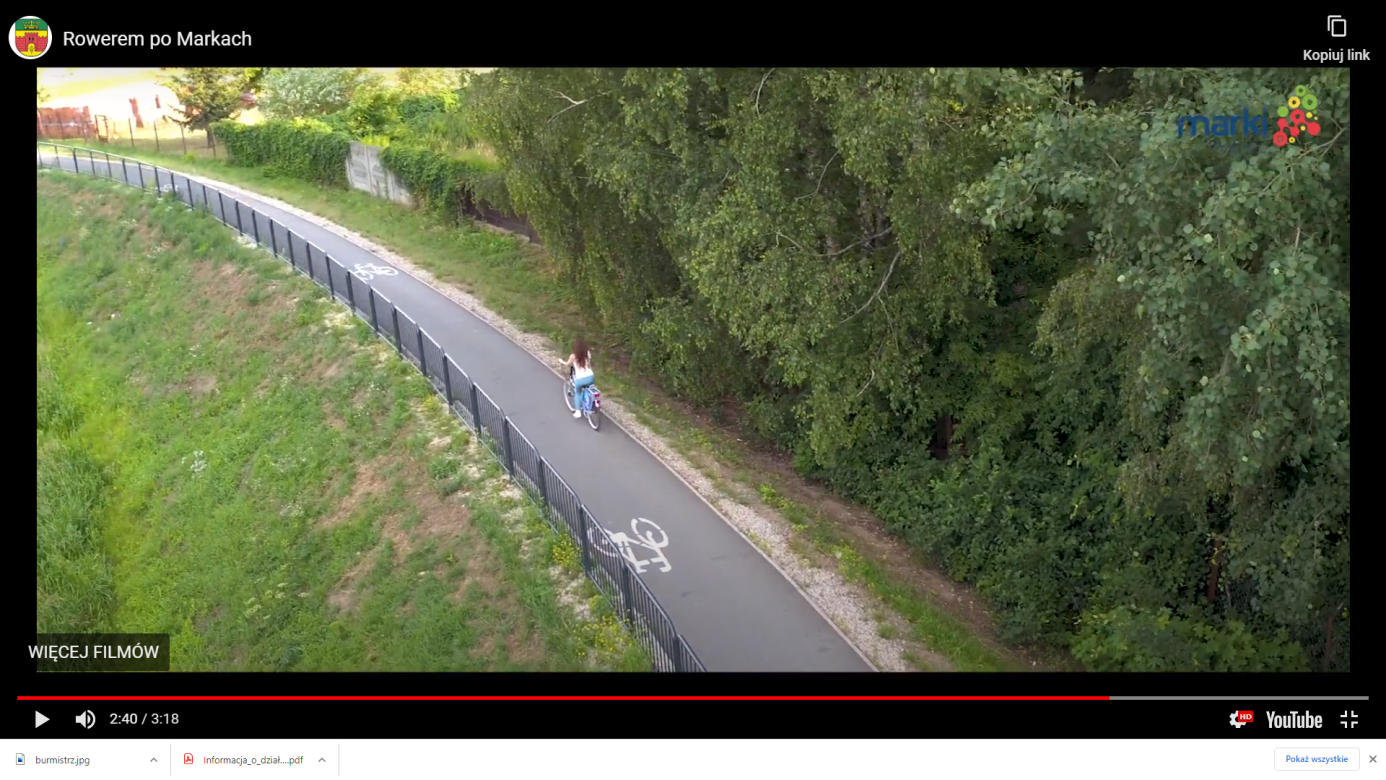 Rowerem po Markach
Kopiuj link
marki
WIĘCEJ FILMÓW
2:40 / 3:18
HD
YouTube
burmistrz.jpg
Informacja_o_dział....pdf
Pokaż wszystkie